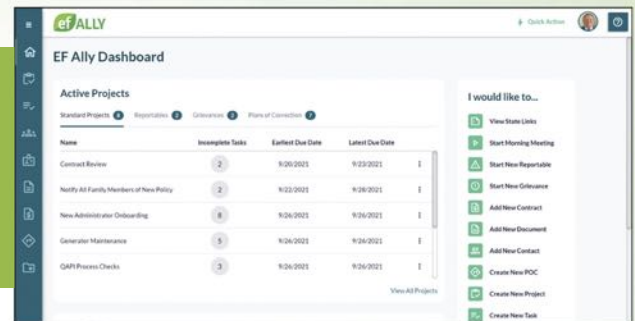 efALLY
Quick Action
EF Ally Dashboard
Active Projects
Standard Projects Reportables Grievances Plans of Correction
Name Incomplete Tasks Earliest Due Date Latest Due Date
Contract Review 2 9/20/2021 9/23/2021
Notify All Family Members of New Policy 2 9/22/2021 9/28/2021
New Administrator Onboarding 8 9/26/2021 9/26/2021
Generator Maintenance 5 9/26/2021 9/26/2021
QAPI Process Checks 3 9/26/2021 9/26/2021
View All Projects
I would like to...
View State Links
Start Morning Meeting
Start New Reportable
Start New Grievance
Add New Contract
Add New Document
Add New Contact
Create New POC
Create New Project
Create New Task